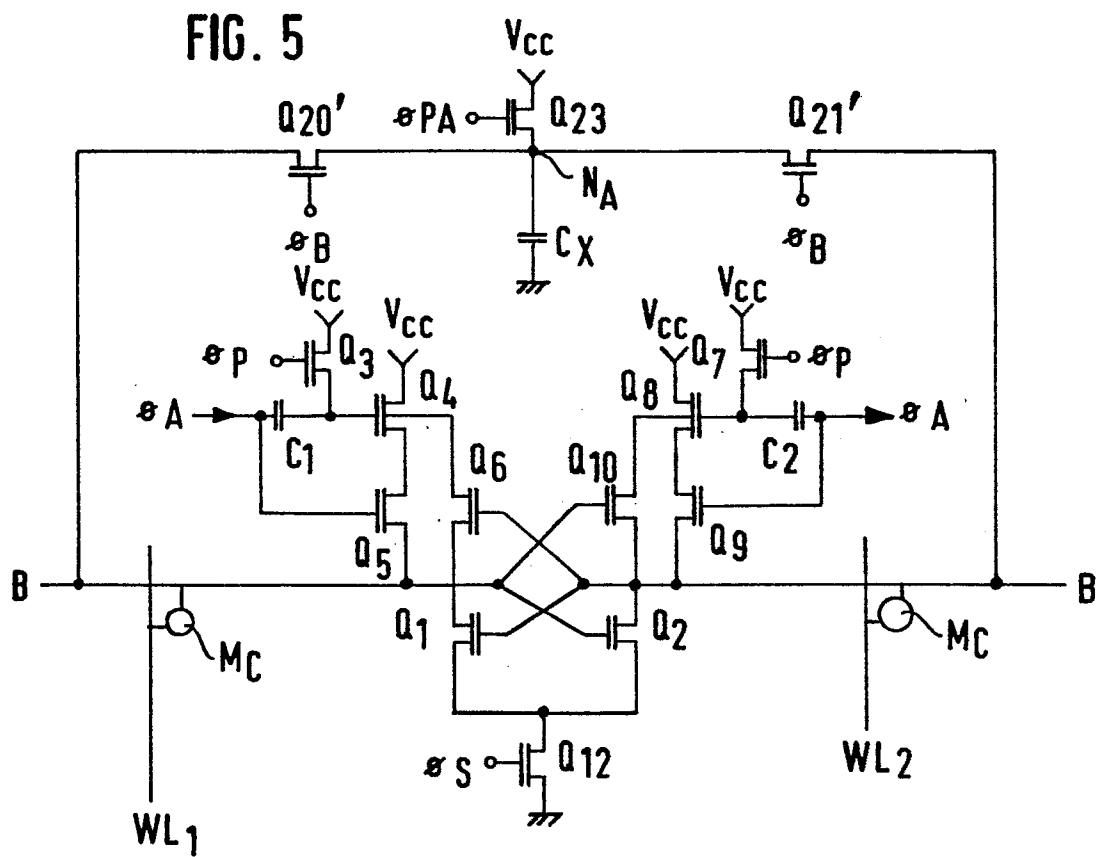 FIG. 5
VCC
Q20'
øPA
Q23
Q21'
NA
øB
CX
øB
VCC
VCC
VCC
VCC
øP
Q3
Q7
øP
Q4
Q8
øA
C1
C2
øA
Q6
Q10
Q5
Q9
B
B
Q1
Q2
MC
MC
øS
Q12
WL2
WL1